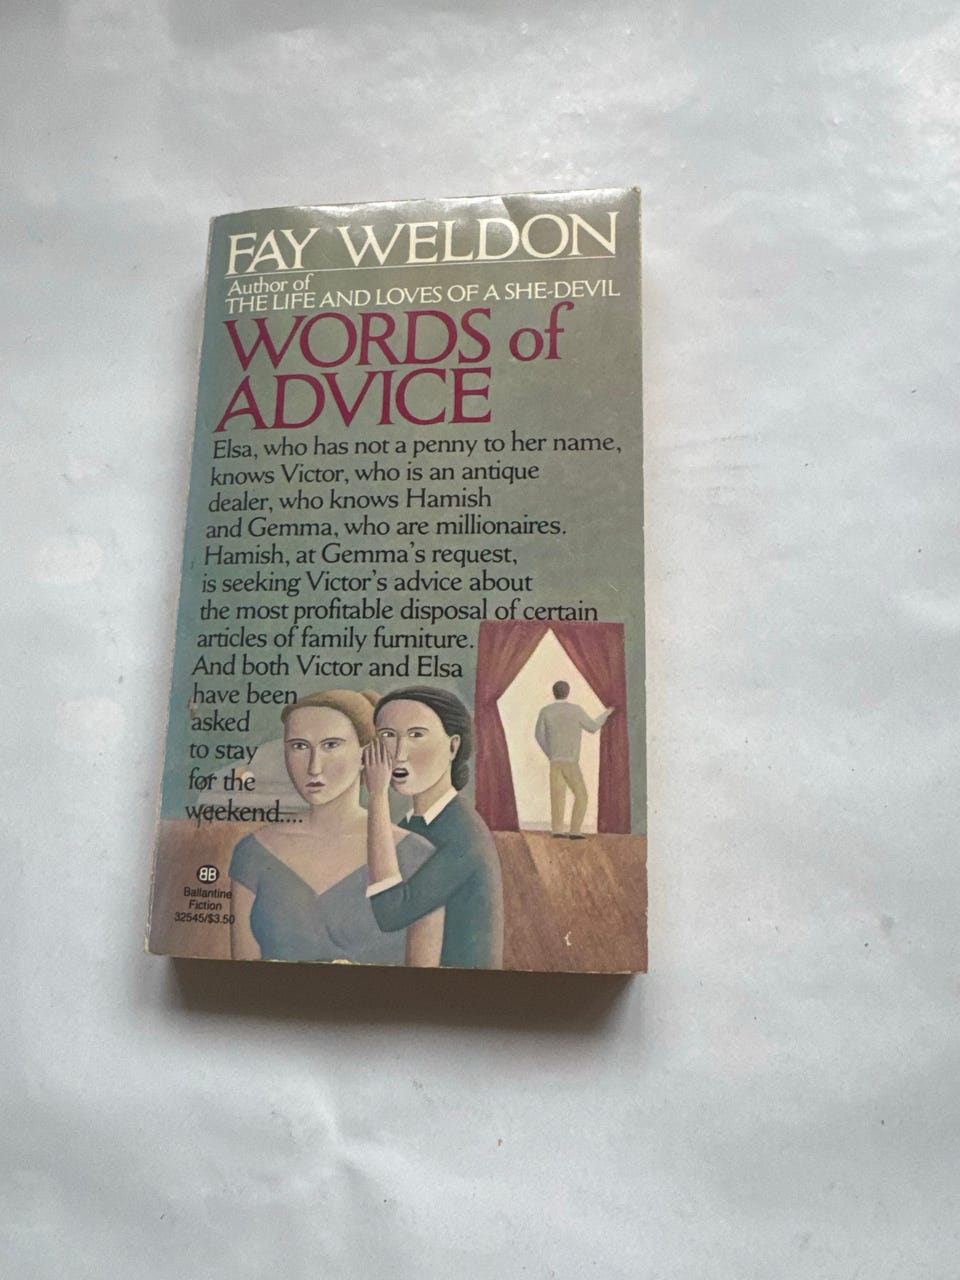 FAY WELDON
Author of
THE LIFE AND LOVES OF A SHE-DEVIL
WORDS of
ADVICE
Elsa, who has not a penny to her name,
knows Victor, who is an antique
dealer, who knows Hamish
and Gemma, who are millionaires.
Hamish, at Gemma's request,
is seeking Victor's advice about
the most profitable disposal of certain
articles of family furniture.
And both Victor and Elsa
have been
asked
to stay
for the
weekend....
BB
Ballantine
Fiction
32545/$3.50